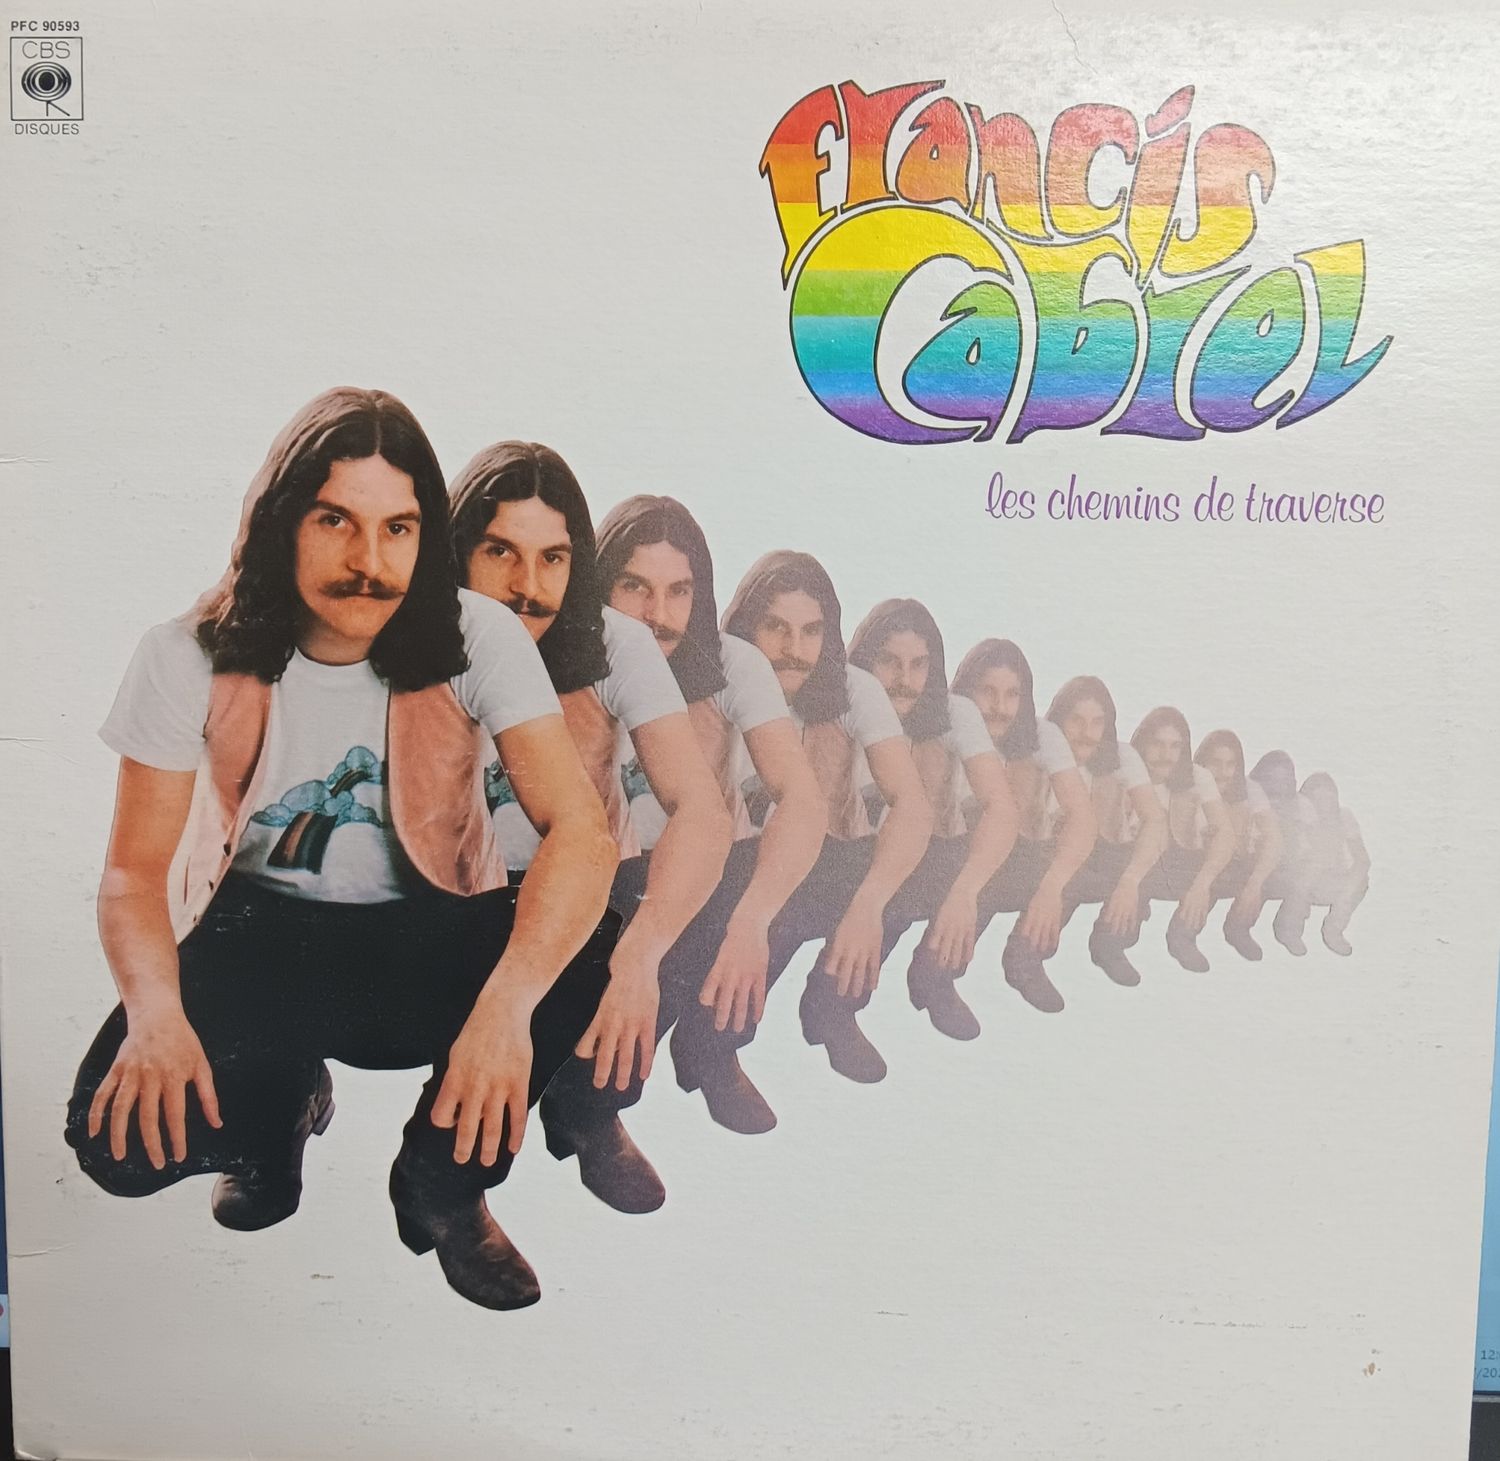 PFC 90593
CBS
DISQUES
Francis
Cabrel
les chemins de traverse